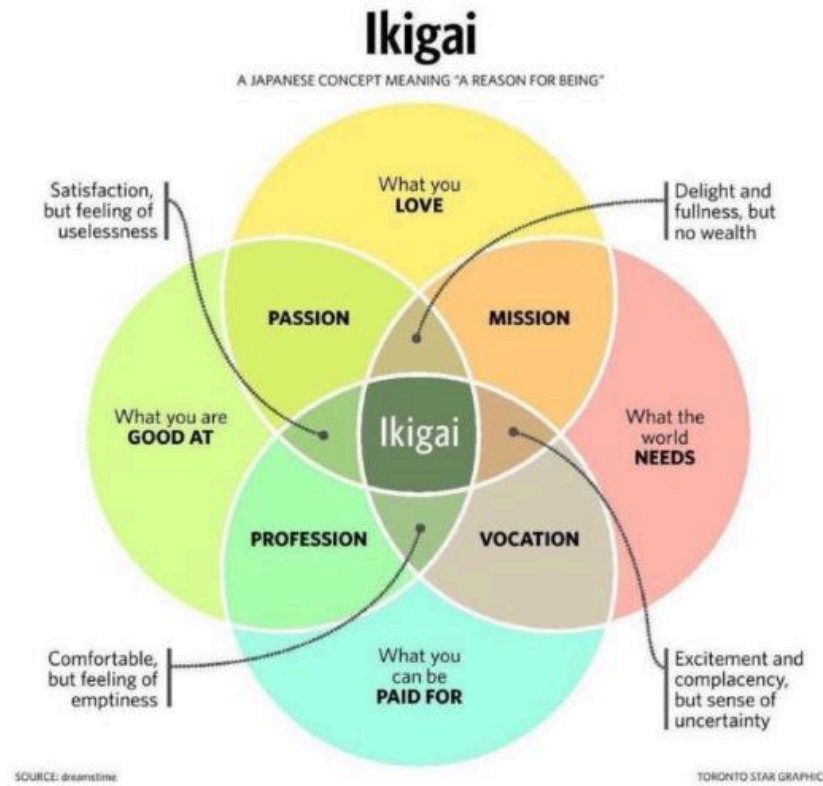 Ikigai
A JAPANESE CONCEPT MEANING "A REASON FOR BEING"
What you
LOVE
Satisfaction,
but feeling of
uselessness
Delight and
fullness, but
no wealth
PASSION
MISSION
What you are
GOOD AT
Ikigai
What the
world
NEEDS
PROFESSION
VOCATION
Comfortable,
but feeling of
emptiness
What you
can be
PAID FOR
Excitement and
complacency,
but sense of
uncertainty
SOURCE: dreamstime
TORONTO STAR GRAPHIC